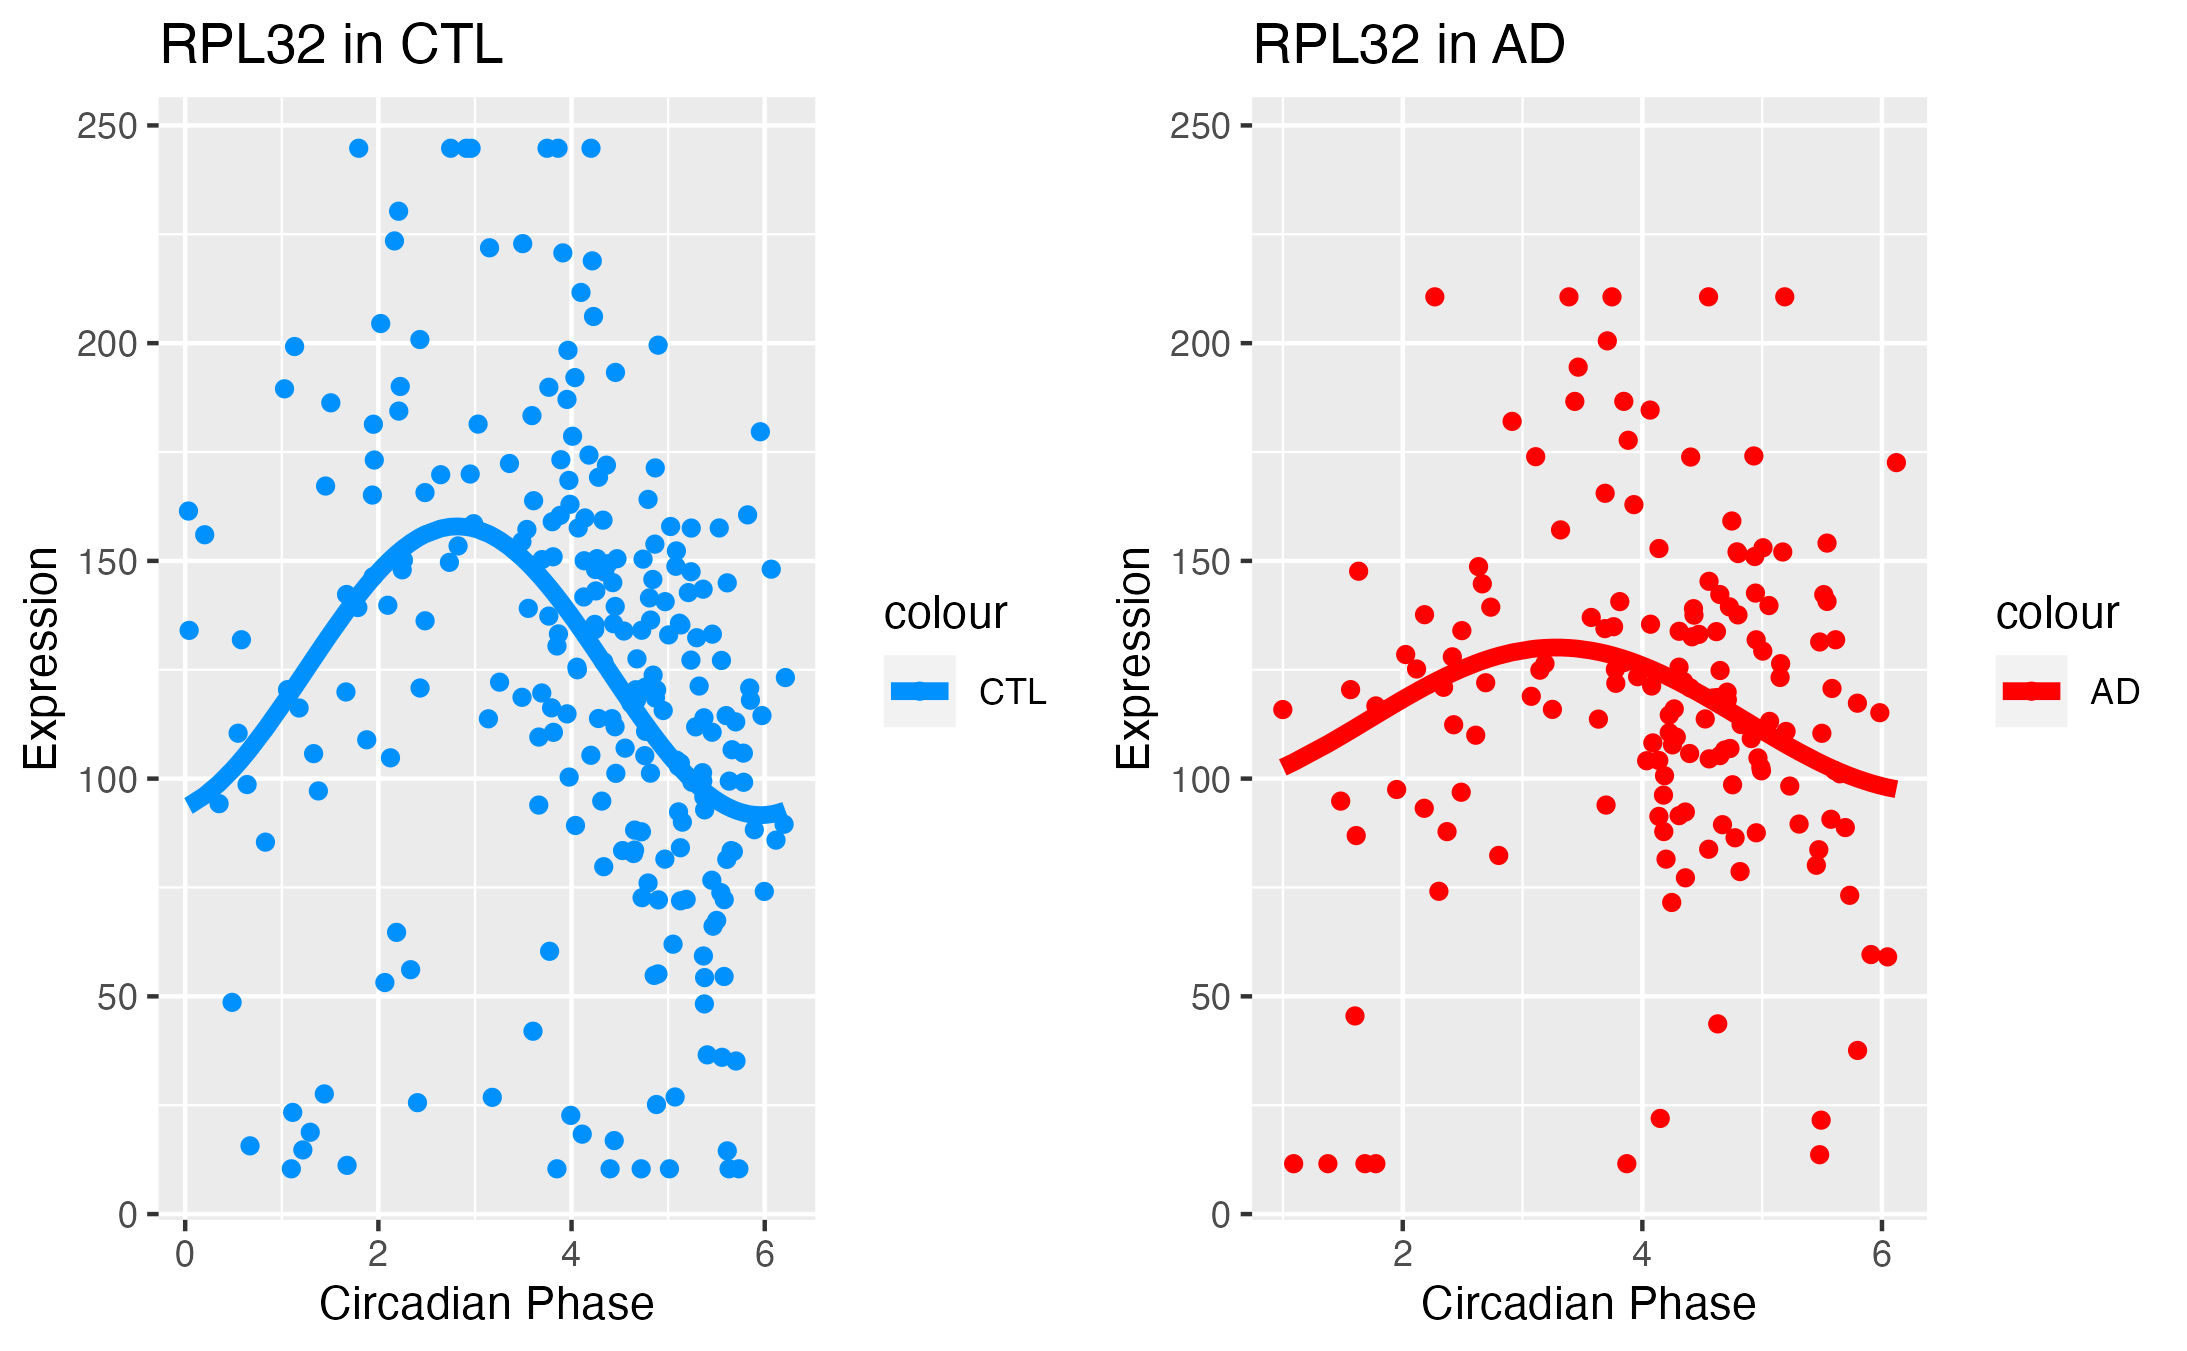 RPL32 in CTL
250
200
150
100
50
0
Expression
0 2 4 6
Circadian Phase
colour
CTL
RPL32 in AD
250
200
150
100
50
0
Expression
2 4 6
Circadian Phase
colour
AD